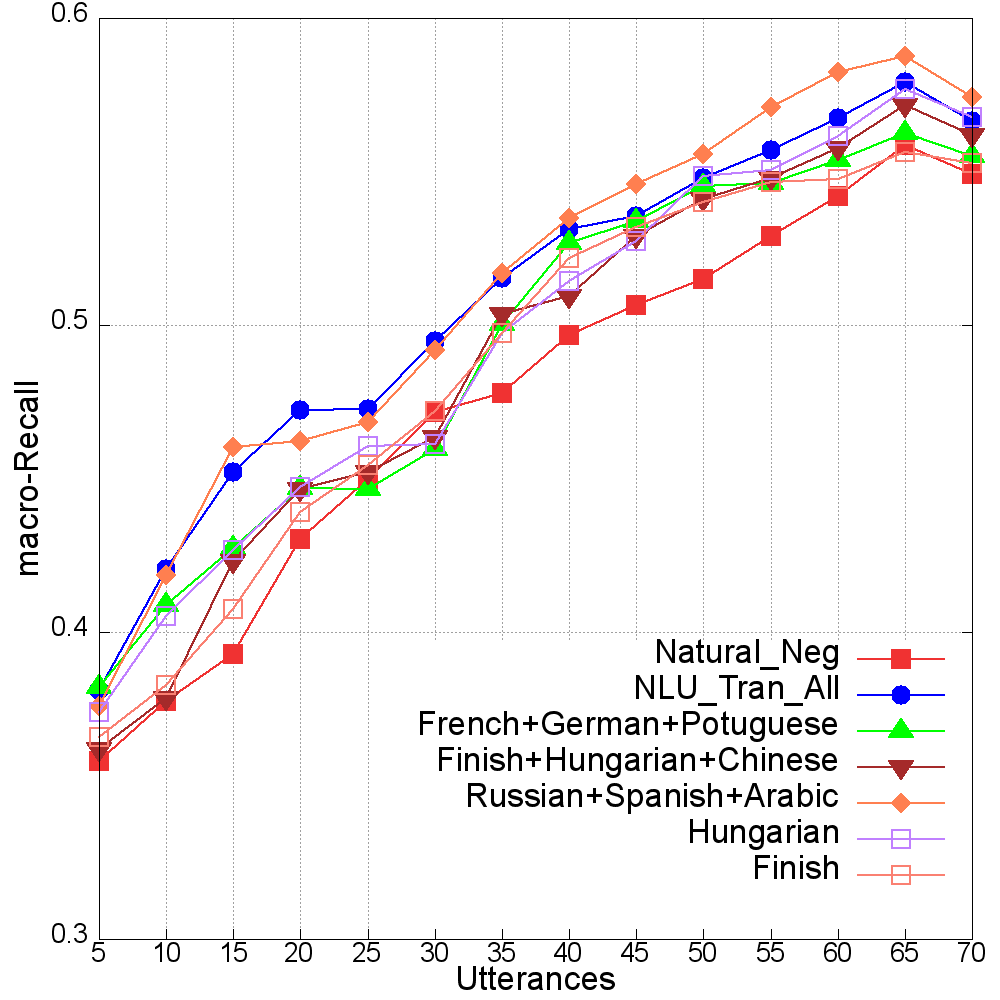 0.6
0.5
0.4
0.3
macro-Recall
Natural_Neg
NLU_Tran_All
French+German+Potuguese
Finish+Hungarian+Chinese
Russian+Spanish+Arabic
Hungarian
Finish
5 10 15 20 25 30 35 40 45 50 55 60 65 70
Utterances